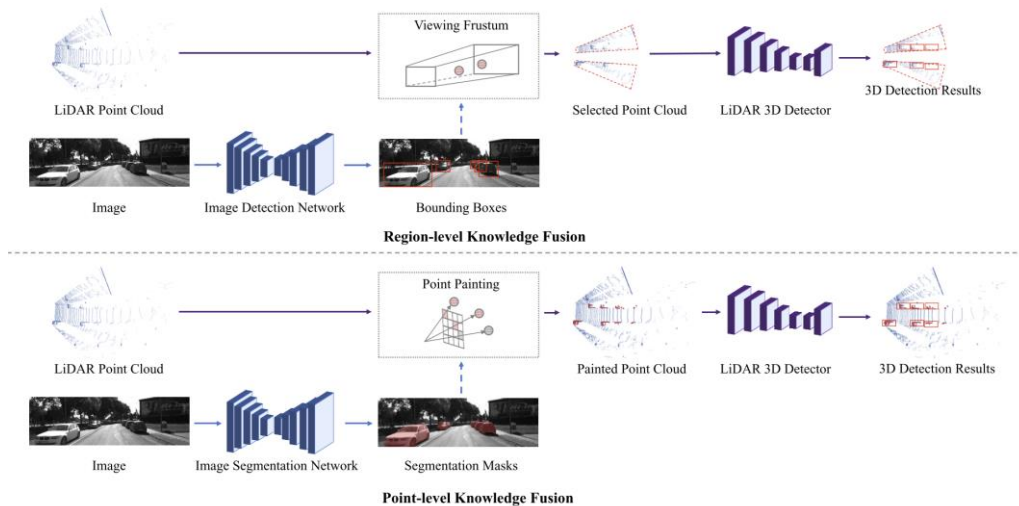 Viewing Frustum
LiDAR Point Cloud
Selected Point Cloud
LiDAR 3D Detector
3D Detection Results
Image
Image Detection Network
Bounding Boxes
Region-level Knowledge Fusion
Point Painting
LiDAR Point Cloud
Painted Point Cloud
LiDAR 3D Detector
3D Detection Results
Image
Image Segmentation Network
Segmentation Masks
Point-level Knowledge Fusion